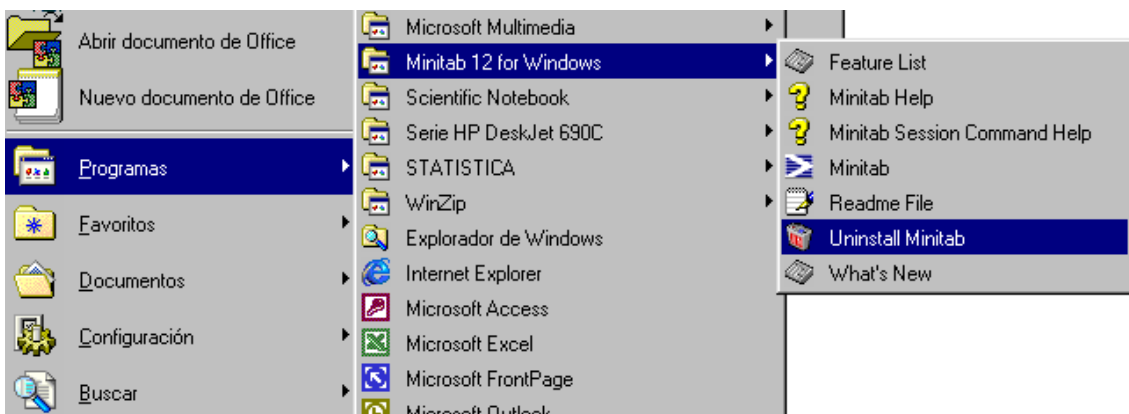 Abrir documento de Office
Nuevo documento de Office
Programas
Favoritos
Documentos
Configuración
Buscar
Microsoft Multimedia
Minitab 12 for Windows
Scientific Notebook
Serie HP DeskJet 690C
STATISTICA
WinZip
Explorador de Windows
Internet Explorer
Microsoft Access
Microsoft Excel
Microsoft FrontPage
Microsoft Outlook
Feature List
Minitab Help
Minitab Session Command Help
Minitab
Readme File
Uninstall Minitab
What's New